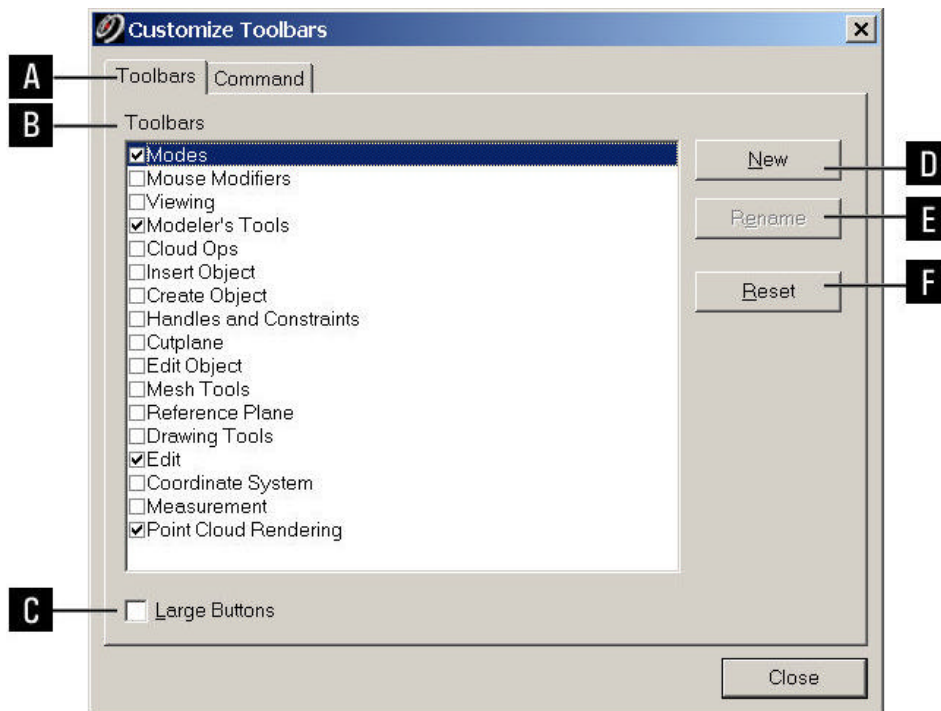 Customize Toolbars
A
Toolbars Command
B
Toolbars
Modes
Mouse Modifiers
Viewing
Modeler's Tools
Cloud Ops
Insert Object
Create Object
Handles and Constraints
Cutplane
Edit Object
Mesh Tools
Reference Plane
Drawing Tools
Edit
Coordinate System
Measurement
Point Cloud Rendering
New
D
Rename
E
Reset
F
C
Large Buttons
Close